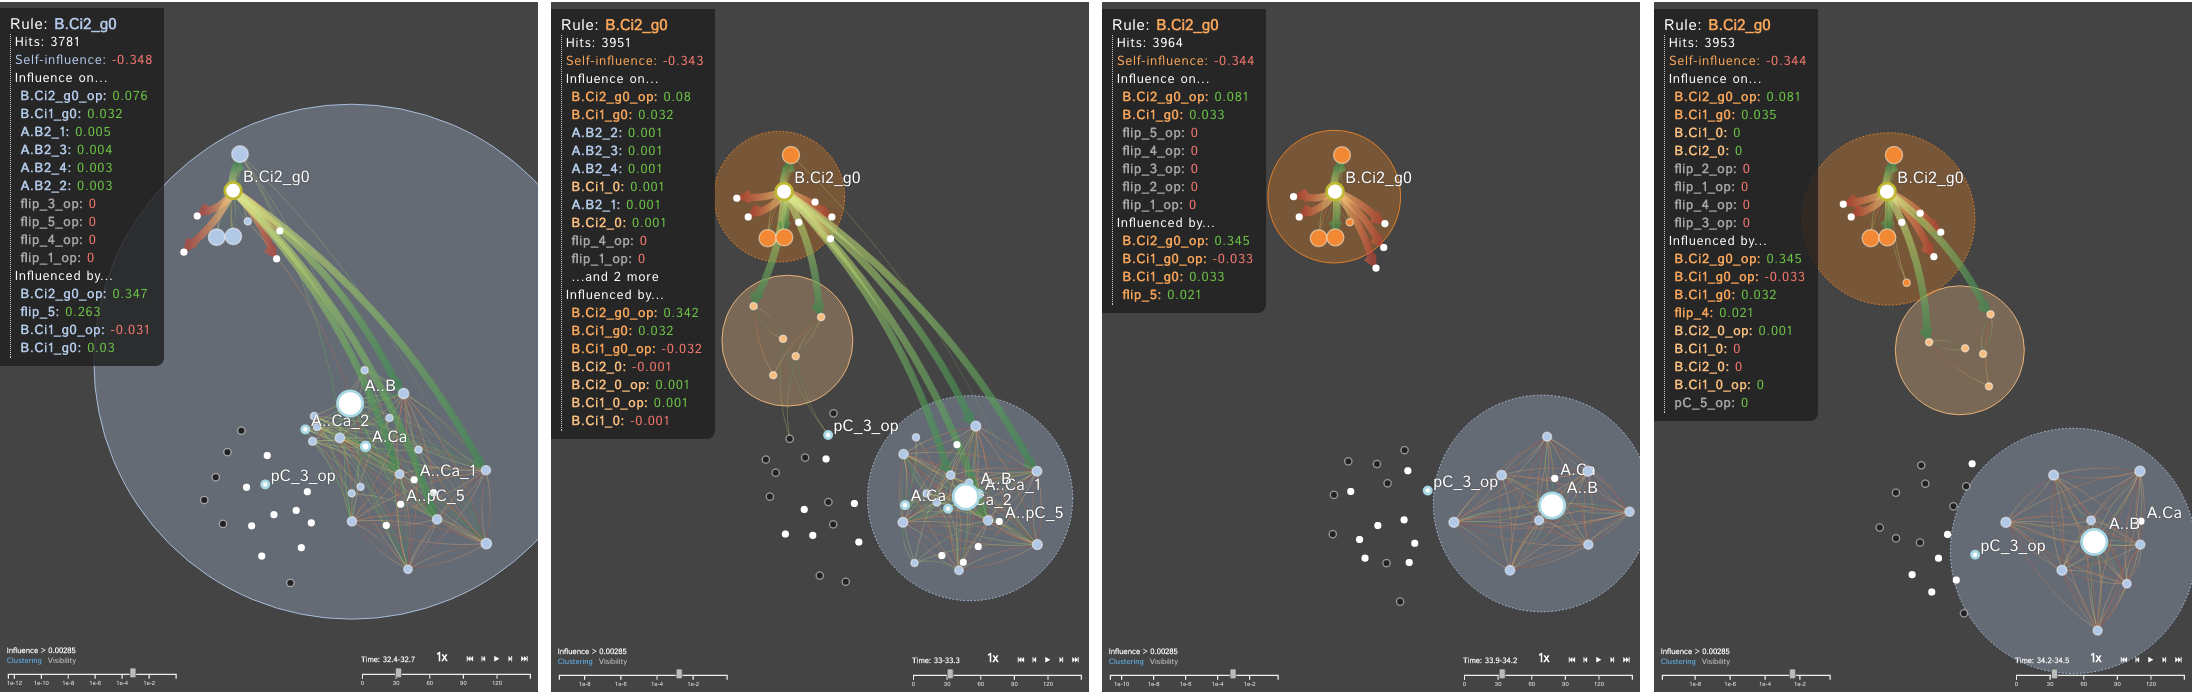 Rule: B.Ci2_g0
Hits: 3781
Self-influence: -0.348
Influence on...
B.Ci2_g0_op: 0.076
B.Ci1_g0: 0.032
A.B2_1: 0.005
A.B2_3: 0.004
A.B2_4: 0.003
A.B2_2: 0.003
flip_3_op: 0
flip_5_op: 0
flip_4_op: 0
flip_1_op: 0
Influenced by...
B.Ci2_g0_op: 0.347
flip_5: 0.263
B.Ci1_g0_op: -0.031
B.Ci1_g0: 0.03
B.Ci2_g0
A..B
A..Ca_2
A.Ca
A..Ca_1
pC_3_op
A..pC_5
Influence > 0.00285
Clustering Visibility
1e-12 1e-10 1e-8 1e-6 1e-4 1e-2
Time: 32.4-32.7 1x
0 30 60 90 120
Rule: B.Ci2_g0
Hits: 3951
Self-influence: -0.343
Influence on...
B.Ci2_g0_op: 0.08
B.Ci1_g0: 0.032
A.B2_2: 0.001
A.B2_3: 0.001
A.B2_4: 0.001
B.Ci1_0: 0.001
A.B2_1: 0.001
B.Ci2_0: 0.001
flip_4_op: 0
flip_1_op: 0
...and 2 more
Influenced by...
B.Ci2_g0_op: 0.342
B.Ci1_g0: 0.032
B.Ci1_g0_op: -0.032
B.Ci2_0: -0.001
B.Ci2_0_op: 0.001
B.Ci1_0_op: 0.001
B.Ci1_0: -0.001
B.Ci2_g0
pC_3_op
A..B
A..Ca_1
A.Ca
Ca_2
A..pC_5
Influence > 0.00285
Clustering Visibility
1e-8 1e-6 1e-4 1e-2
Time: 33-33.3 1x
0 30 60 90 120
Rule: B.Ci2_g0
Hits: 3964
Self-influence: -0.344
Influence on...
B.Ci2_g0_op: 0.081
B.Ci1_g0: 0.033
flip_5_op: 0
flip_4_op: 0
flip_3_op: 0
flip_2_op: 0
flip_1_op: 0
Influenced by...
B.Ci2_g0_op: 0.345
B.Ci1_g0_op: -0.033
B.Ci1_g0: 0.033
flip_5: 0.021
B.Ci2_g0
A.Ca
pC_3_op
A..B
Influence > 0.00285
Clustering Visibility
1e-10 1e-8 1e-6 1e-4 1e-2
Time: 33.9-34.2 1x
0 30 60 90 120
Rule: B.Ci2_g0
Hits: 3953
Self-influence: -0.344
Influence on...
B.Ci2_g0_op: 0.081
B.Ci1_g0: 0.035
B.Ci1_0: 0
B.Ci2_0: 0
flip_2_op: 0
flip_1_op: 0
flip_4_op: 0
flip_3_op: 0
Influenced by...
B.Ci2_g0_op: 0.345
B.Ci1_g0_op: -0.033
B.Ci1_g0: 0.032
flip_4: 0.021
B.Ci2_0_op: 0.001
B.Ci1_0: 0
B.Ci2_0: 0
B.Ci1_0_op: 0
pC_5_op: 0
B.Ci2_g0
A.Ca
A..B
pC_3_op
Influence > 0.00285
Clustering Visibility
1e-8 1e-6 1e-4 1e-2
Time: 34.2-34.5 1x
0 30 60 90 120